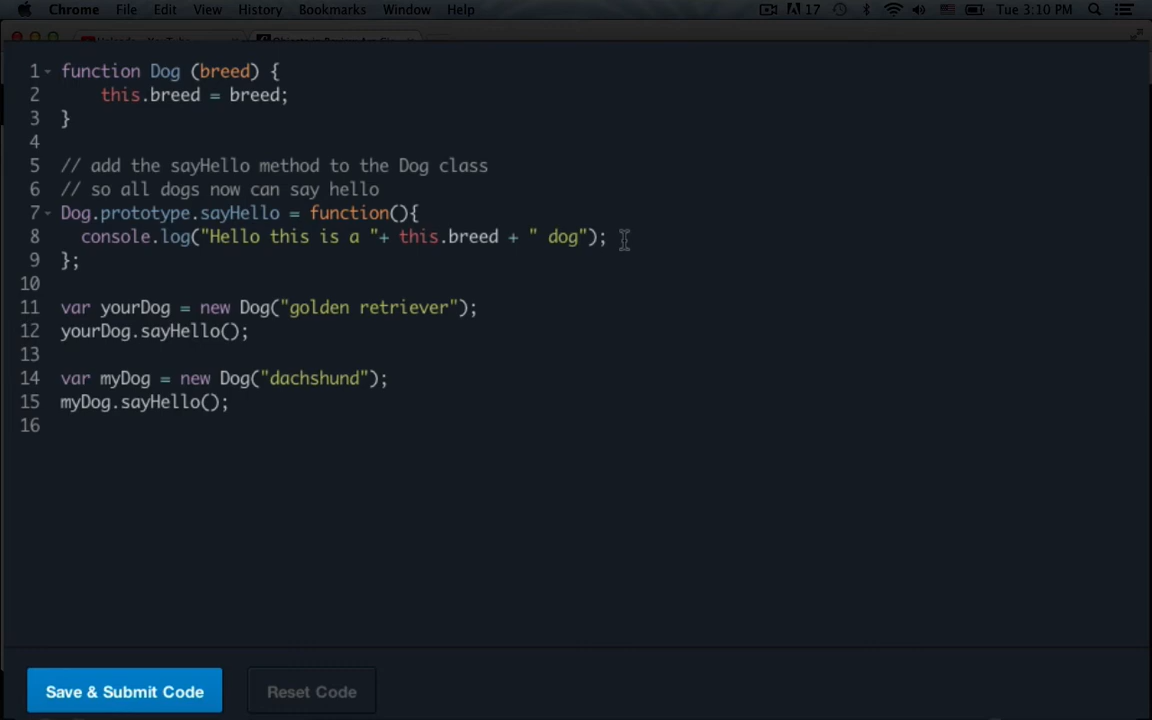 Chrome File Edit View History Bookmarks Window Help 17 Tue 3:10 PM
1 function Dog (breed) {
2 this.breed = breed;
3 }
4
5 // add the sayHello method to the Dog class
6 // so all dogs now can say hello
7 Dog.prototype.sayHello = function(){
8 console.log("Hello this is a "+ this.breed + " dog");
9 };
10
11 var yourDog = new Dog("golden retriever");
12 yourDog.sayHello();
13
14 var myDog = new Dog("dachshund");
15 myDog.sayHello();
16
Save & Submit Code Reset Code